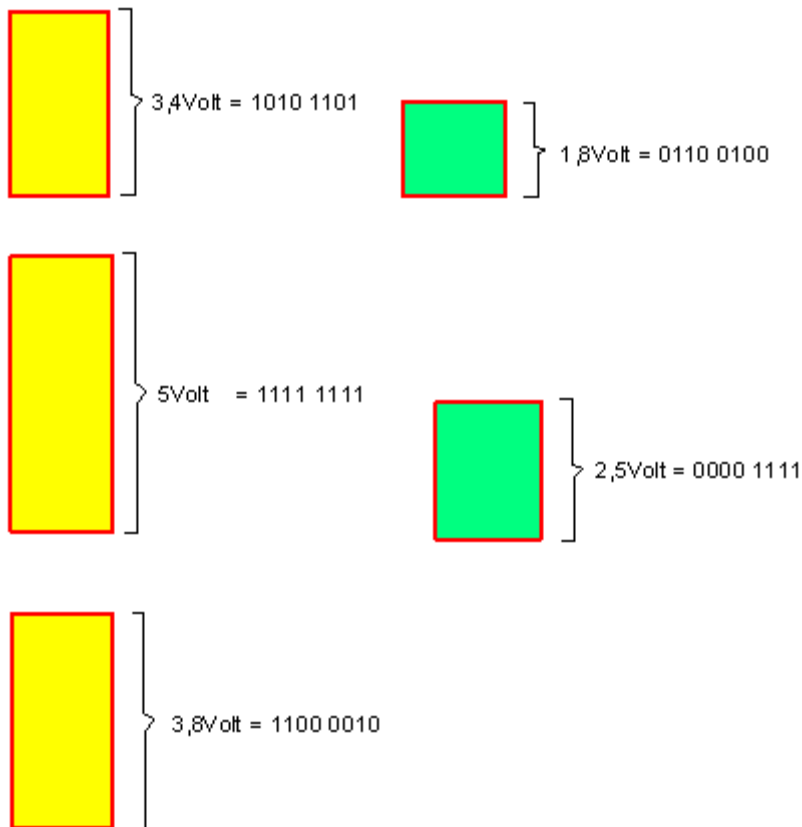 3,4Volt = 1010 1101
1,8Volt = 0110 0100
5Volt = 1111 1111
2,5Volt = 0000 1111
3,8Volt = 1100 0010